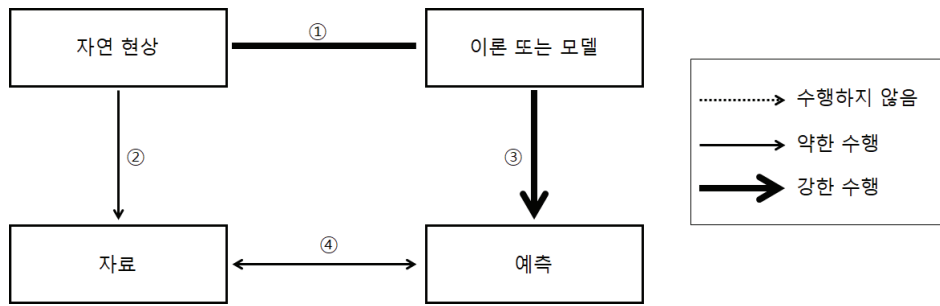 자연 현상
①
이론 또는 모델
수행하지 않음
②
③
약한 수행
강한 수행
자료
④
예측